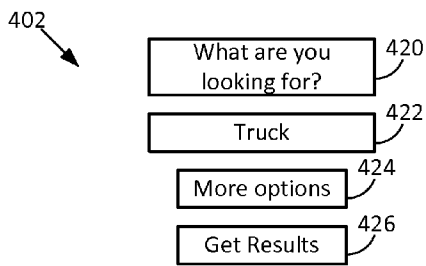 402
What are you
looking for?
420
Truck
422
More options
424
Get Results
426